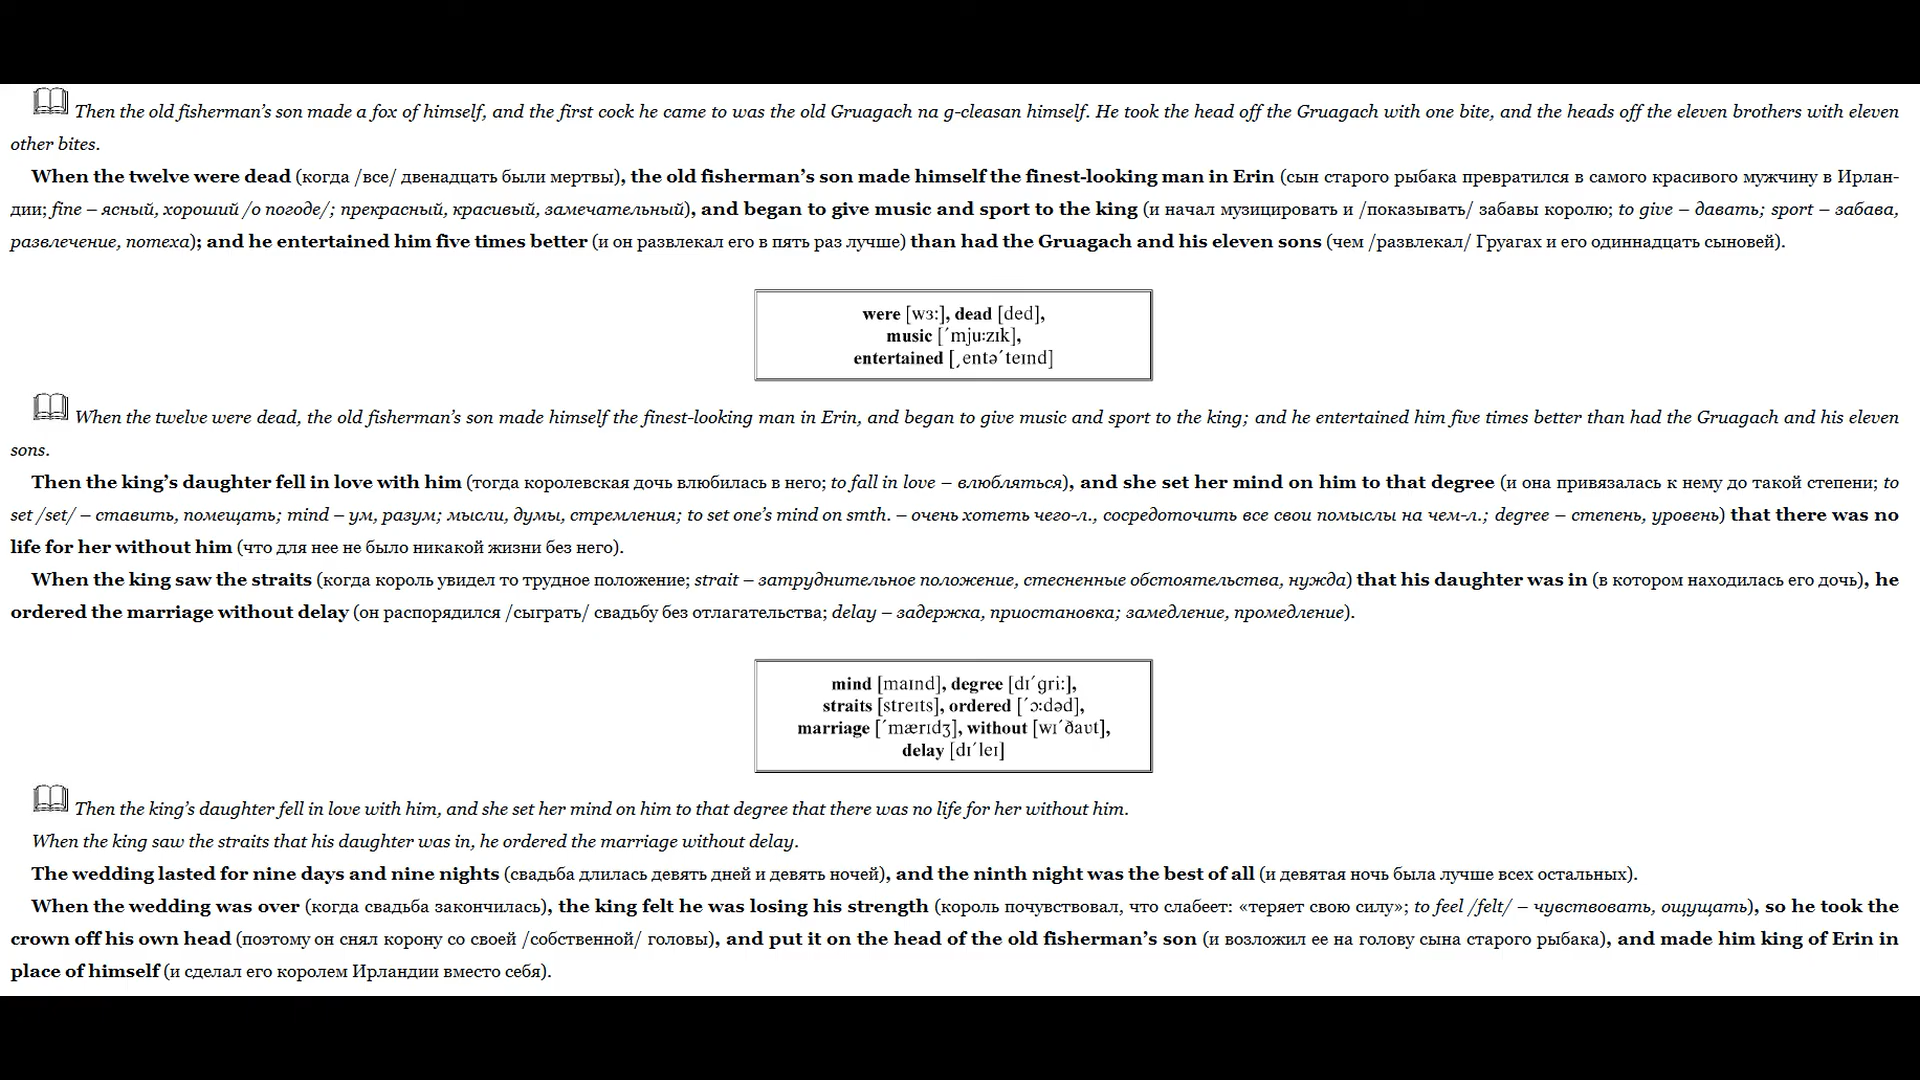 Then the old fisherman’s son made a fox of himself, and the first cock he came to was the old Gruagach na g-cleasan himself. He took the head off the Gruagach with one bite, and the heads off the eleven brothers with eleven
other bites.
When the twelve were dead (когда /все/ двенадцать были мертвы), the old fisherman’s son made himself the finest-looking man in Erin (сын старого рыбака превратился в самого красивого мужчину в Ирлан-
дии; fine – ясный, хороший /о погоде/; прекрасный, красивый, замечательный), and began to give music and sport to the king (и начал музицировать и /показывать/ забавы королю; to give – давать; sport – забава,
развлечение, потеха); and he entertained him five times better (и он развлекал его в пять раз лучше) than had the Gruagach and his eleven sons (чем /развлекал/ Груагах и его одиннадцать сыновей).
were [wɜ:], dead [ded],
music [´mju:zɪk],
entertained [ˏentə´teɪnd]
When the twelve were dead, the old fisherman’s son made himself the finest-looking man in Erin, and began to give music and sport to the king; and he entertained him five times better than had the Gruagach and his eleven
sons.
Then the king’s daughter fell in love with him (тогда королевская дочь влюбилась в него; to fall in love – влюбляться), and she set her mind on him to that degree (и она привязалась к нему до такой степени; to
set /set/ – ставить, помещать; mind – ум, разум; мысли, думы, стремления; to set one’s mind on smth. – очень хотеть чего-л., сосредоточить все свои помыслы на чем-л.; degree – степень, уровень) that there was no
life for her without him (что для нее не было никакой жизни без него).
When the king saw the straits (когда король увидел то трудное положение; strait – затруднительное положение, стесненные обстоятельства, нужда) that his daughter was in (в котором находилась его дочь), he
ordered the marriage without delay (он распорядился /сыграть/ свадьбу без отлагательства; delay – задержка, приостановка; замедление, промедление).
mind [maɪnd], degree [dɪ´gri:],
straits [streɪts], ordered [´ɔ:dəd],
marriage [´mærɪdʒ], without [wɪ´ðaʊt],
delay [dɪ´leɪ]
Then the king’s daughter fell in love with him, and she set her mind on him to that degree that there was no life for her without him.
When the king saw the straits that his daughter was in, he ordered the marriage without delay.
The wedding lasted for nine days and nine nights (свадьба длилась девять дней и девять ночей), and the ninth night was the best of all (и девятая ночь была лучше всех остальных).
When the wedding was over (когда свадьба закончилась), the king felt he was losing his strength (король почувствовал, что слабеет: «теряет свою силу»; to feel /felt/ – чувствовать, ощущать), so he took the
crown off his own head (поэтому он снял корону со своей /собственной/ головы), and put it on the head of the old fisherman’s son (и возложил ее на голову сына старого рыбака), and made him king of Erin in
place of himself (и сделал его королем Ирландии вместо себя).